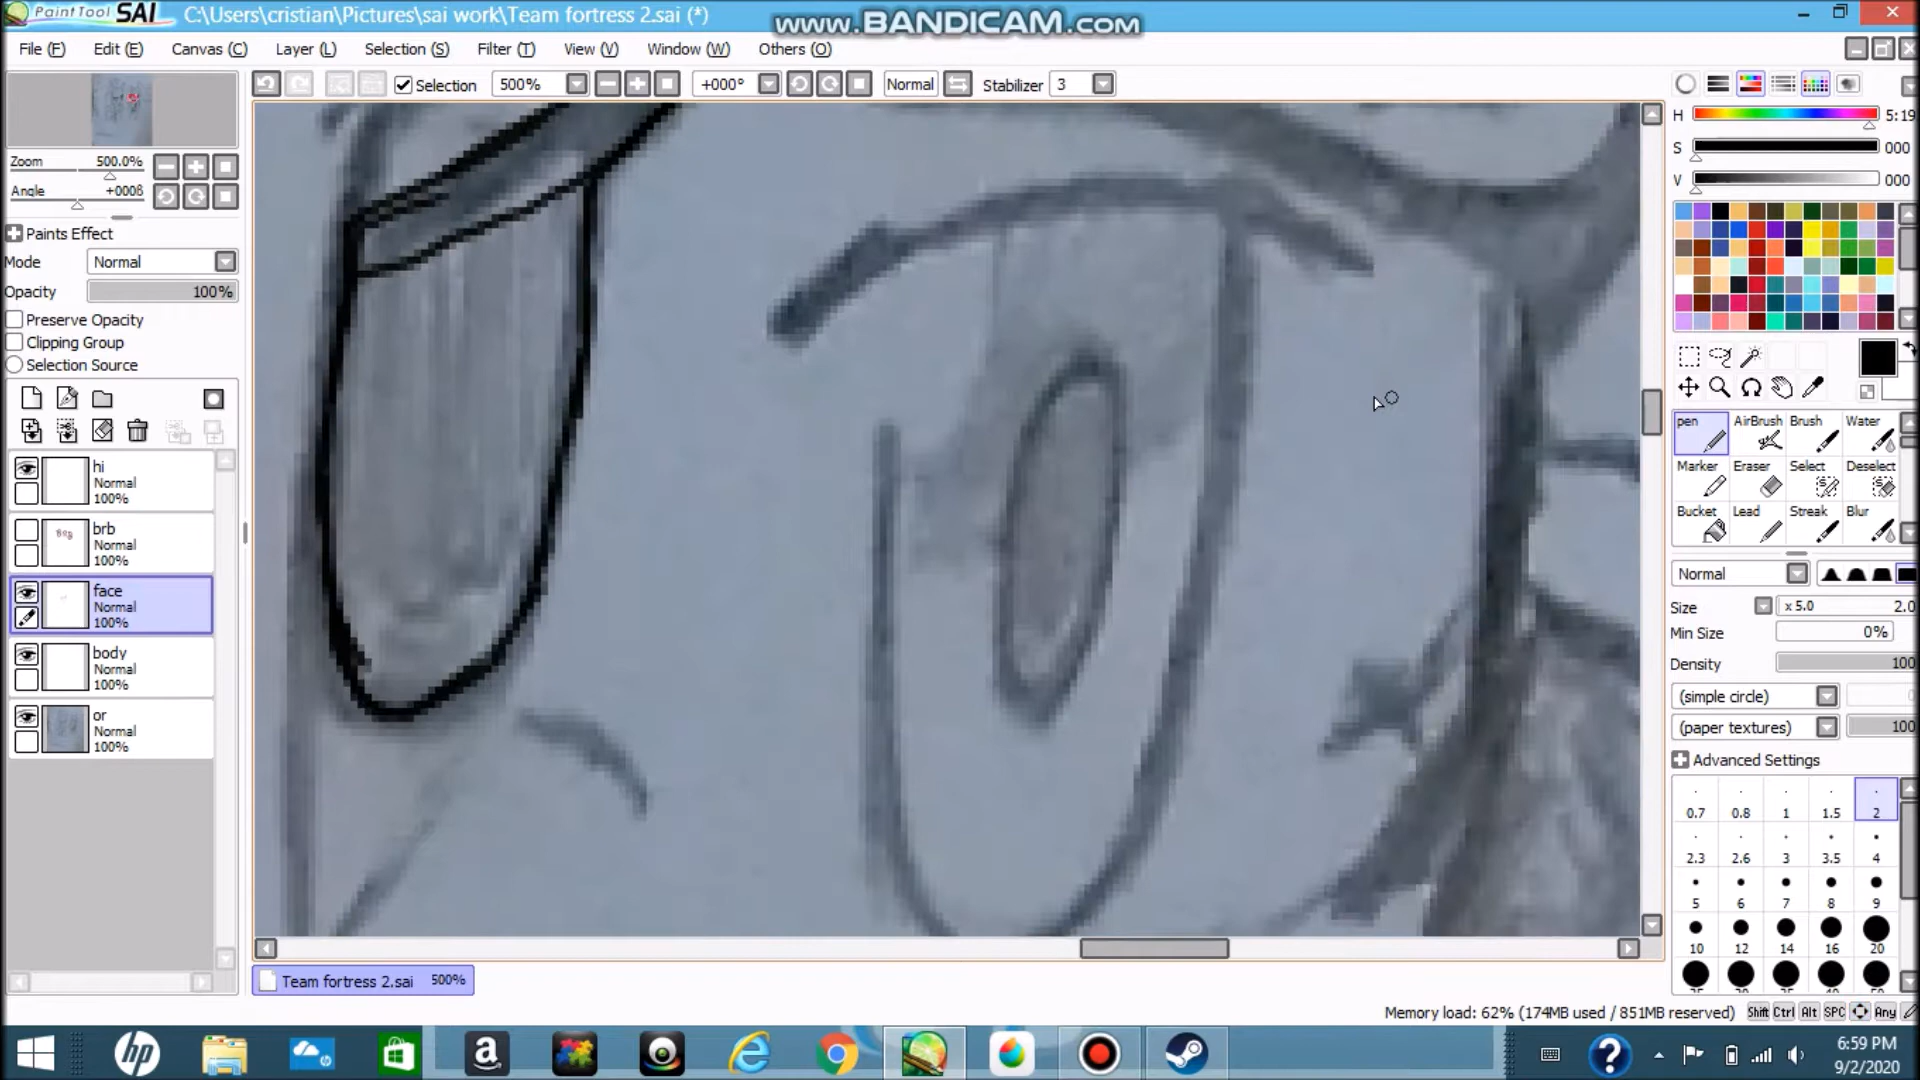 PaintTool SAI C:\Users\cristian\Pictures\sai work\Team fortress 2.sai (*)
www.BANDICAM.com
File (F) Edit (E) Canvas (C) Layer (L) Selection (S) Filter (T) View (V) Window (W) Others (O)
Selection 500% +000° Normal Stabilizer 3
Zoom 500.0%
Angle +000ß
Paints Effect
Mode Normal
Opacity 100%
Preserve Opacity
Clipping Group
Selection Source
hi
Normal
100%
brb
Normal
100%
face
Normal
100%
body
Normal
100%
or
Normal
100%
H 5:19
S 000
V 000
pen AirBrush Brush Water
Marker Eraser Select Deselect
Bucket Lead Streak Blur
Normal
Size x 5.0 2.0
Min Size 0%
Density 100
(simple circle)
(paper textures) 100
Advanced Settings
0.7 0.8 1 1.5 2
2.3 2.6 3 3.5 4
5 6 7 8 9
10 12 14 16 20
Team fortress 2.sai 500%
Memory load: 62% (174MB used / 851MB reserved) Shift Ctrl Alt SPC Any
hp
6:59 PM
9/2/2020